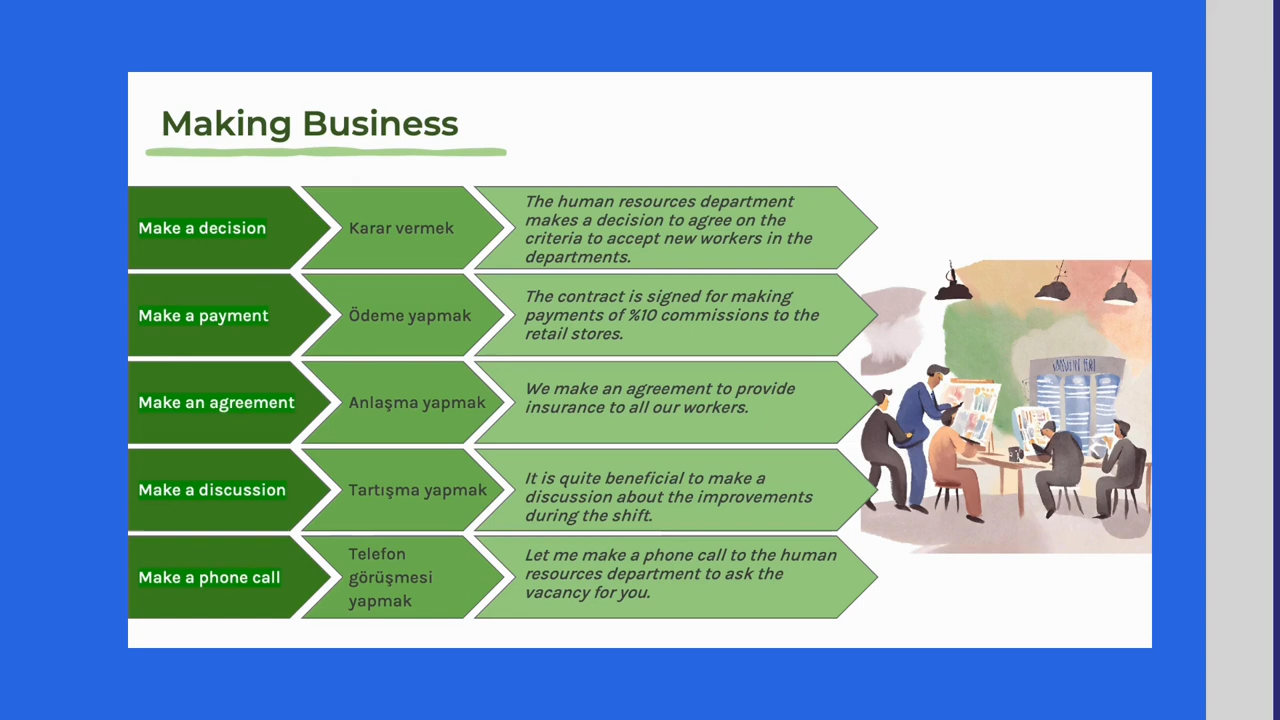 Making Business
Make a decision
Karar vermek
The human resources department
makes a decision to agree on the
criteria to accept new workers in the
departments.
Make a payment
Ödeme yapmak
The contract is signed for making
payments of %10 commissions to the
retail stores.
Make an agreement
Anlaşma yapmak
We make an agreement to provide
insurance to all our workers.
Make a discussion
Tartışma yapmak
It is quite beneficial to make a
discussion about the improvements
during the shift.
Make a phone call
Telefon
görüşmesi
yapmak
Let me make a phone call to the human
resources department to ask the
vacancy for you.